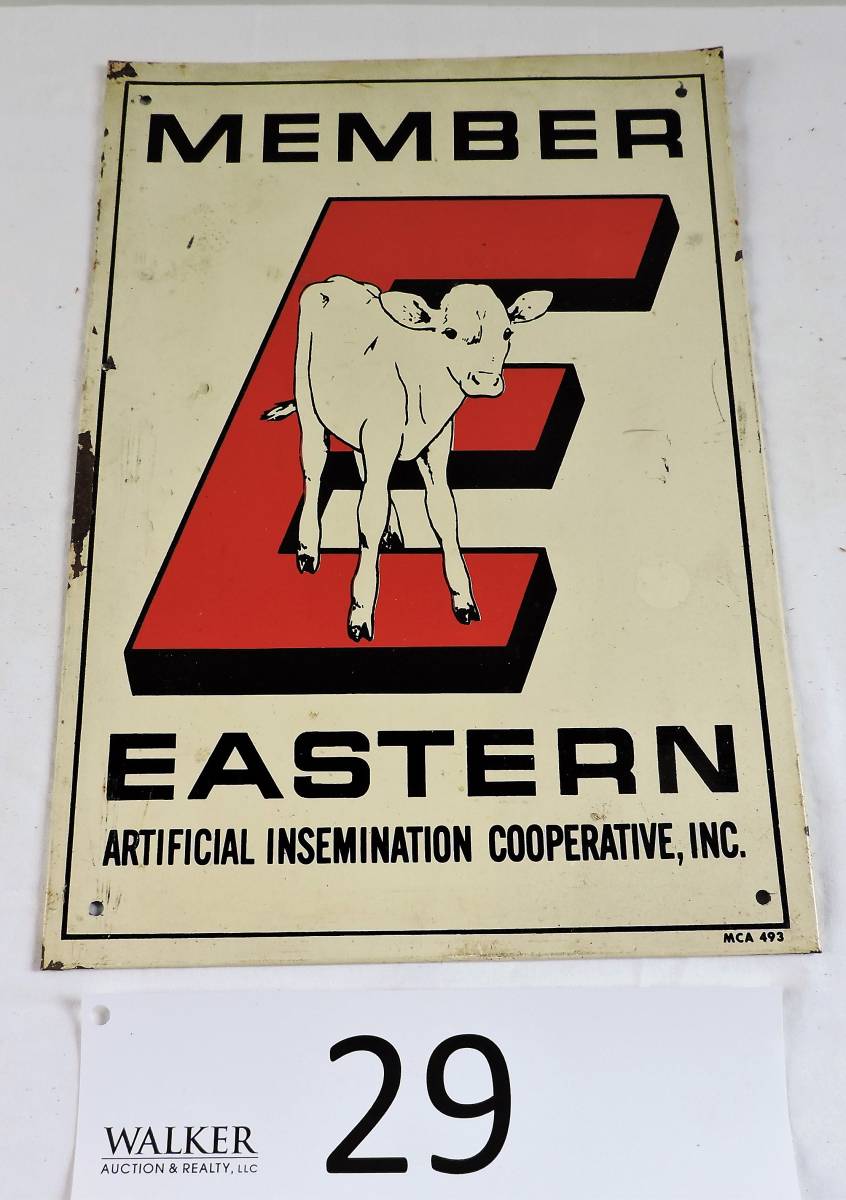 MEMBER
E
EASTERN
ARTIFICIAL INSEMINATION COOPERATIVE, INC.
MCA 493
29
WALKER
AUCTION & REALTY, LLC